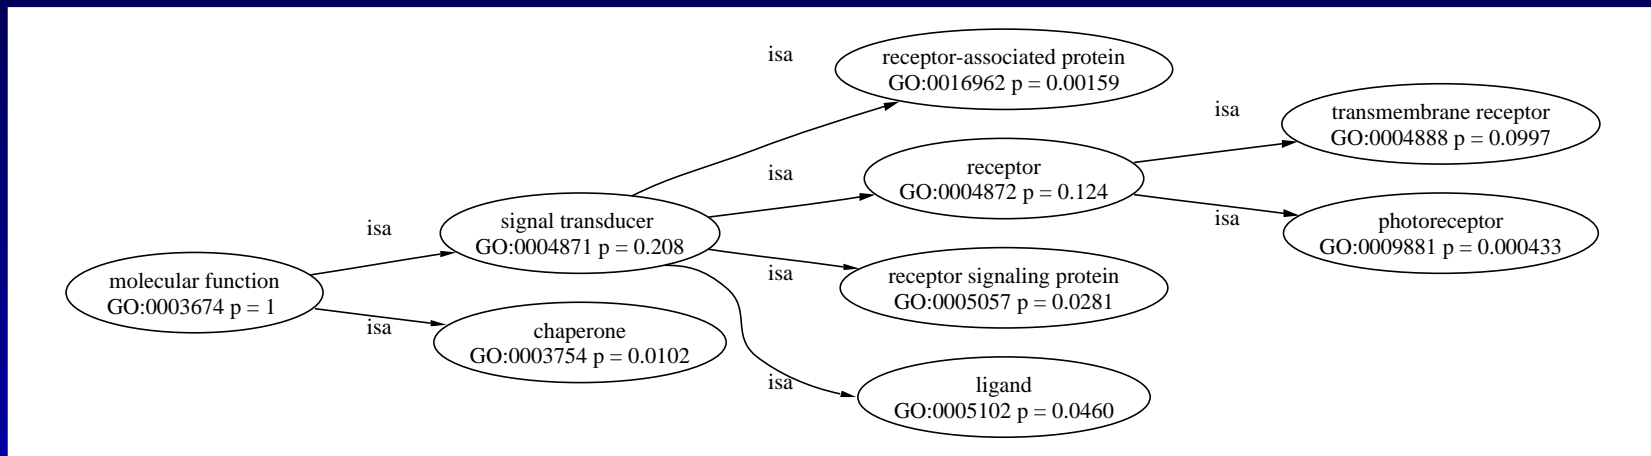 isa
receptor-associated protein
GO:0016962 p = 0.00159
isa
transmembrane receptor
GO:0004888 p = 0.0997
isa
receptor
GO:0004872 p = 0.124
isa
signal transducer
GO:0004871 p = 0.208
isa
photoreceptor
GO:0009881 p = 0.000433
molecular function
GO:0003674 p = 1
isa
receptor signaling protein
GO:0005057 p = 0.0281
isa
chaperone
GO:0003754 p = 0.0102
isa
ligand
GO:0005102 p = 0.0460